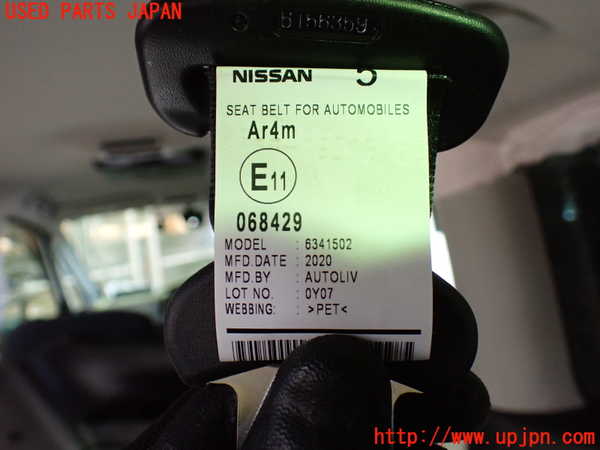 USED PARTS JAPAN
NISSAN 5
SEAT BELT FOR AUTOMOBILES
Ar4m
E11
068429
MODEL : 6341502
MFD.DATE : 2020
MFD.BY : AUTOLIV
LOT NO. : 0Y07
WEBBING: : >PET<
http://www.upjpn.com